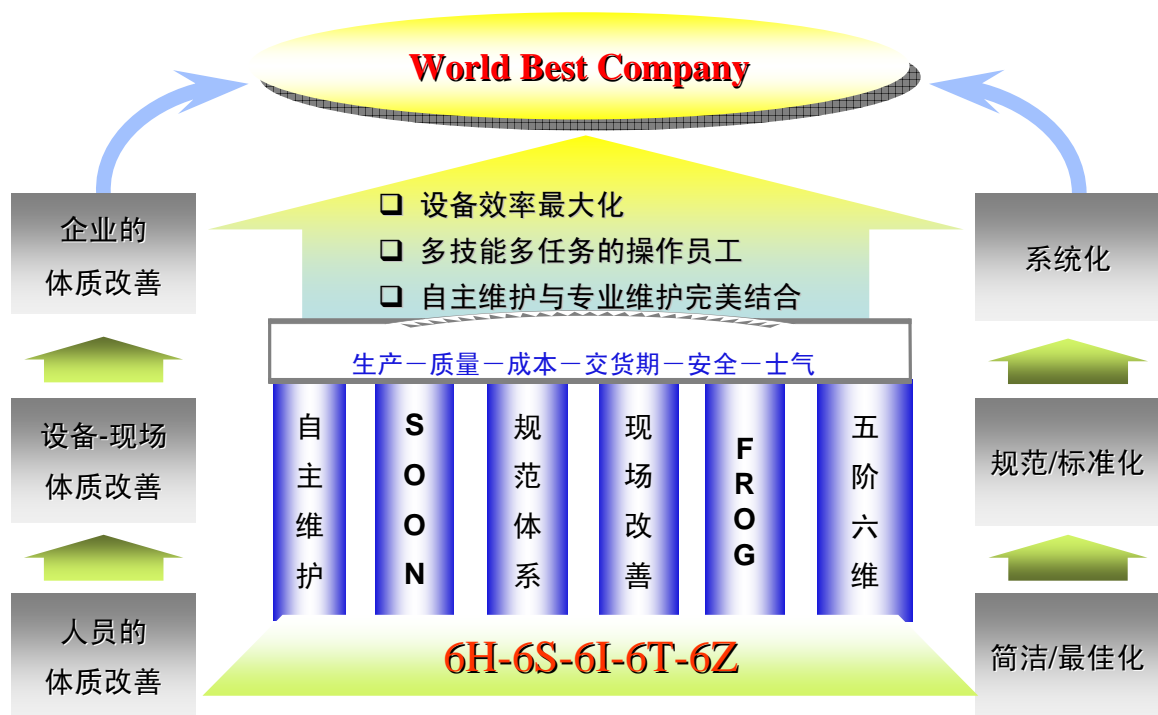 World Best Company
设备效率最大化
多技能多任务的操作员工
自主维护与专业维护完美结合
生产－质量－成本－交货期－安全－士气
自主维护
SOON
规范体系
现场改善
FROG
五阶六维
6H-6S-6I-6T-6Z
企业的
体质改善
设备-现场
体质改善
人员的
体质改善
系统化
规范/标准化
简洁/最佳化